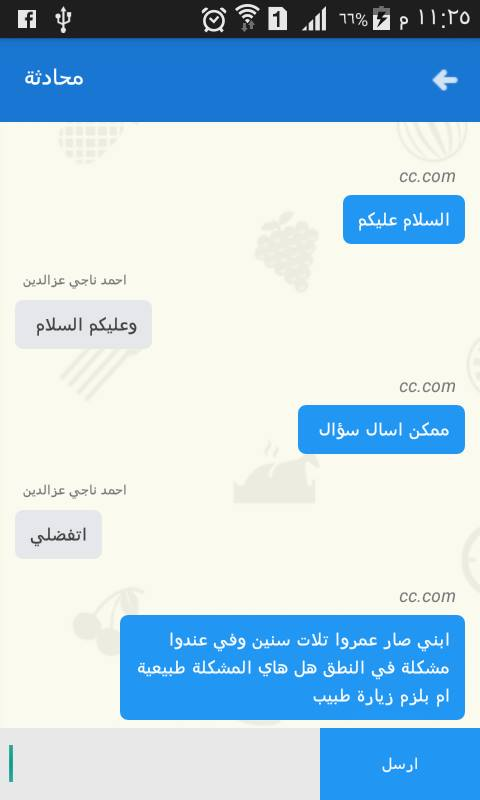 ١١:٢٥ م ٦٦%
1
محادثة
cc.com
السلام عليكم
احمد ناجي عزالدين
وعليكم السلام
cc.com
ممكن اسال سؤال
احمد ناجي عزالدين
اتفضلي
cc.com
ابني صار عمروا تلات سنين وفي عندوا
مشكلة في النطق هل هاي المشكلة طبيعية
ام بلزم زيارة طبيب
ارسل